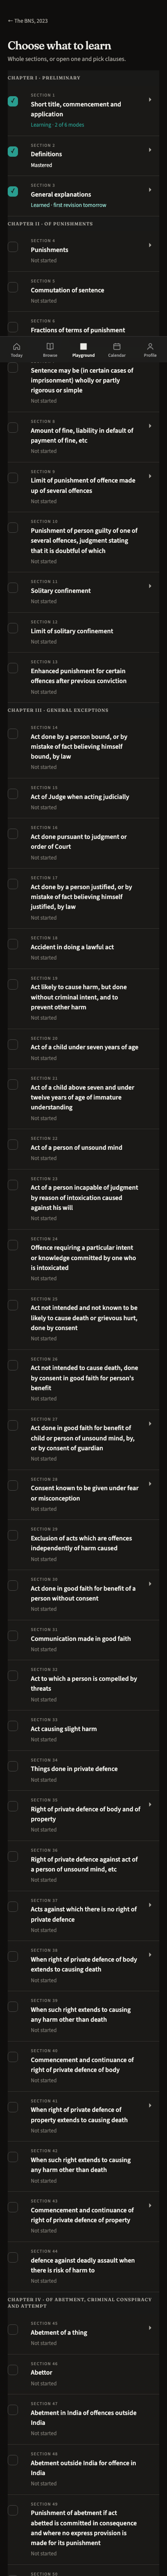 ← The BNS, 2023
Choose what to learn
Whole sections, or open one and pick clauses.
CHAPTER I · PRELIMINARY
SECTION 1
Short title, commencement and
application
Learning · 2 of 6 modes
SECTION 2
Definitions
Mastered
SECTION 3
General explanations
Learned · first revision tomorrow
CHAPTER II · OF PUNISHMENTS
SECTION 4
Punishments
Not started
SECTION 5
Commutation of sentence
Not started
SECTION 6
Fractions of terms of punishment
Today
Browse
Playground
Calendar
Profile
Sentence may be (in certain cases of
imprisonment) wholly or partly
rigorous or simple
Not started
SECTION 8
Amount of fine, liability in default of
payment of fine, etc
Not started
SECTION 9
Limit of punishment of offence made
up of several offences
Not started
SECTION 10
Punishment of person guilty of one of
several offences, judgment stating
that it is doubtful of which
Not started
SECTION 11
Solitary confinement
Not started
SECTION 12
Limit of solitary confinement
Not started
SECTION 13
Enhanced punishment for certain
offences after previous conviction
Not started
CHAPTER III · GENERAL EXCEPTIONS
SECTION 14
Act done by a person bound, or by
mistake of fact believing himself
bound, by law
Not started
SECTION 15
Act of Judge when acting judicially
Not started
SECTION 16
Act done pursuant to judgment or
order of Court
Not started
SECTION 17
Act done by a person justified, or by
mistake of fact believing himself
justified, by law
Not started
SECTION 18
Accident in doing a lawful act
Not started
SECTION 19
Act likely to cause harm, but done
without criminal intent, and to
prevent other harm
Not started
SECTION 20
Act of a child under seven years of age
Not started
SECTION 21
Act of a child above seven and under
twelve years of age of immature
understanding
Not started
SECTION 22
Act of a person of unsound mind
Not started
SECTION 23
Act of a person incapable of judgment
by reason of intoxication caused
against his will
Not started
SECTION 24
Offence requiring a particular intent
or knowledge committed by one who
is intoxicated
Not started
SECTION 25
Act not intended and not known to be
likely to cause death or grievous hurt,
done by consent
Not started
SECTION 26
Act not intended to cause death, done
by consent in good faith for person's
benefit
Not started
SECTION 27
Act done in good faith for benefit of
child or person of unsound mind, by,
or by consent of guardian
Not started
SECTION 28
Consent known to be given under fear
or misconception
Not started
SECTION 29
Exclusion of acts which are offences
independently of harm caused
Not started
SECTION 30
Act done in good faith for benefit of a
person without consent
Not started
SECTION 31
Communication made in good faith
Not started
SECTION 32
Act to which a person is compelled by
threats
Not started
SECTION 33
Act causing slight harm
Not started
SECTION 34
Things done in private defence
Not started
SECTION 35
Right of private defence of body and of
property
Not started
SECTION 36
Right of private defence against act of
a person of unsound mind, etc
Not started
SECTION 37
Acts against which there is no right of
private defence
Not started
SECTION 38
When right of private defence of body
extends to causing death
Not started
SECTION 39
When such right extends to causing
any harm other than death
Not started
SECTION 40
Commencement and continuance of
right of private defence of body
Not started
SECTION 41
When right of private defence of
property extends to causing death
Not started
SECTION 42
When such right extends to causing
any harm other than death
Not started
SECTION 43
Commencement and continuance of
right of private defence of property
Not started
SECTION 44
defence against deadly assault when
there is risk of harm to
Not started
CHAPTER IV · OF ABETMENT, CRIMINAL CONSPIRACY
AND ATTEMPT
SECTION 45
Abetment of a thing
Not started
SECTION 46
Abettor
Not started
SECTION 47
Abetment in India of offences outside
India
Not started
SECTION 48
Abetment outside India for offence in
India
Not started
SECTION 49
Punishment of abetment if act
abetted is committed in consequence
and where no express provision is
made for its punishment
Not started
SECTION 50